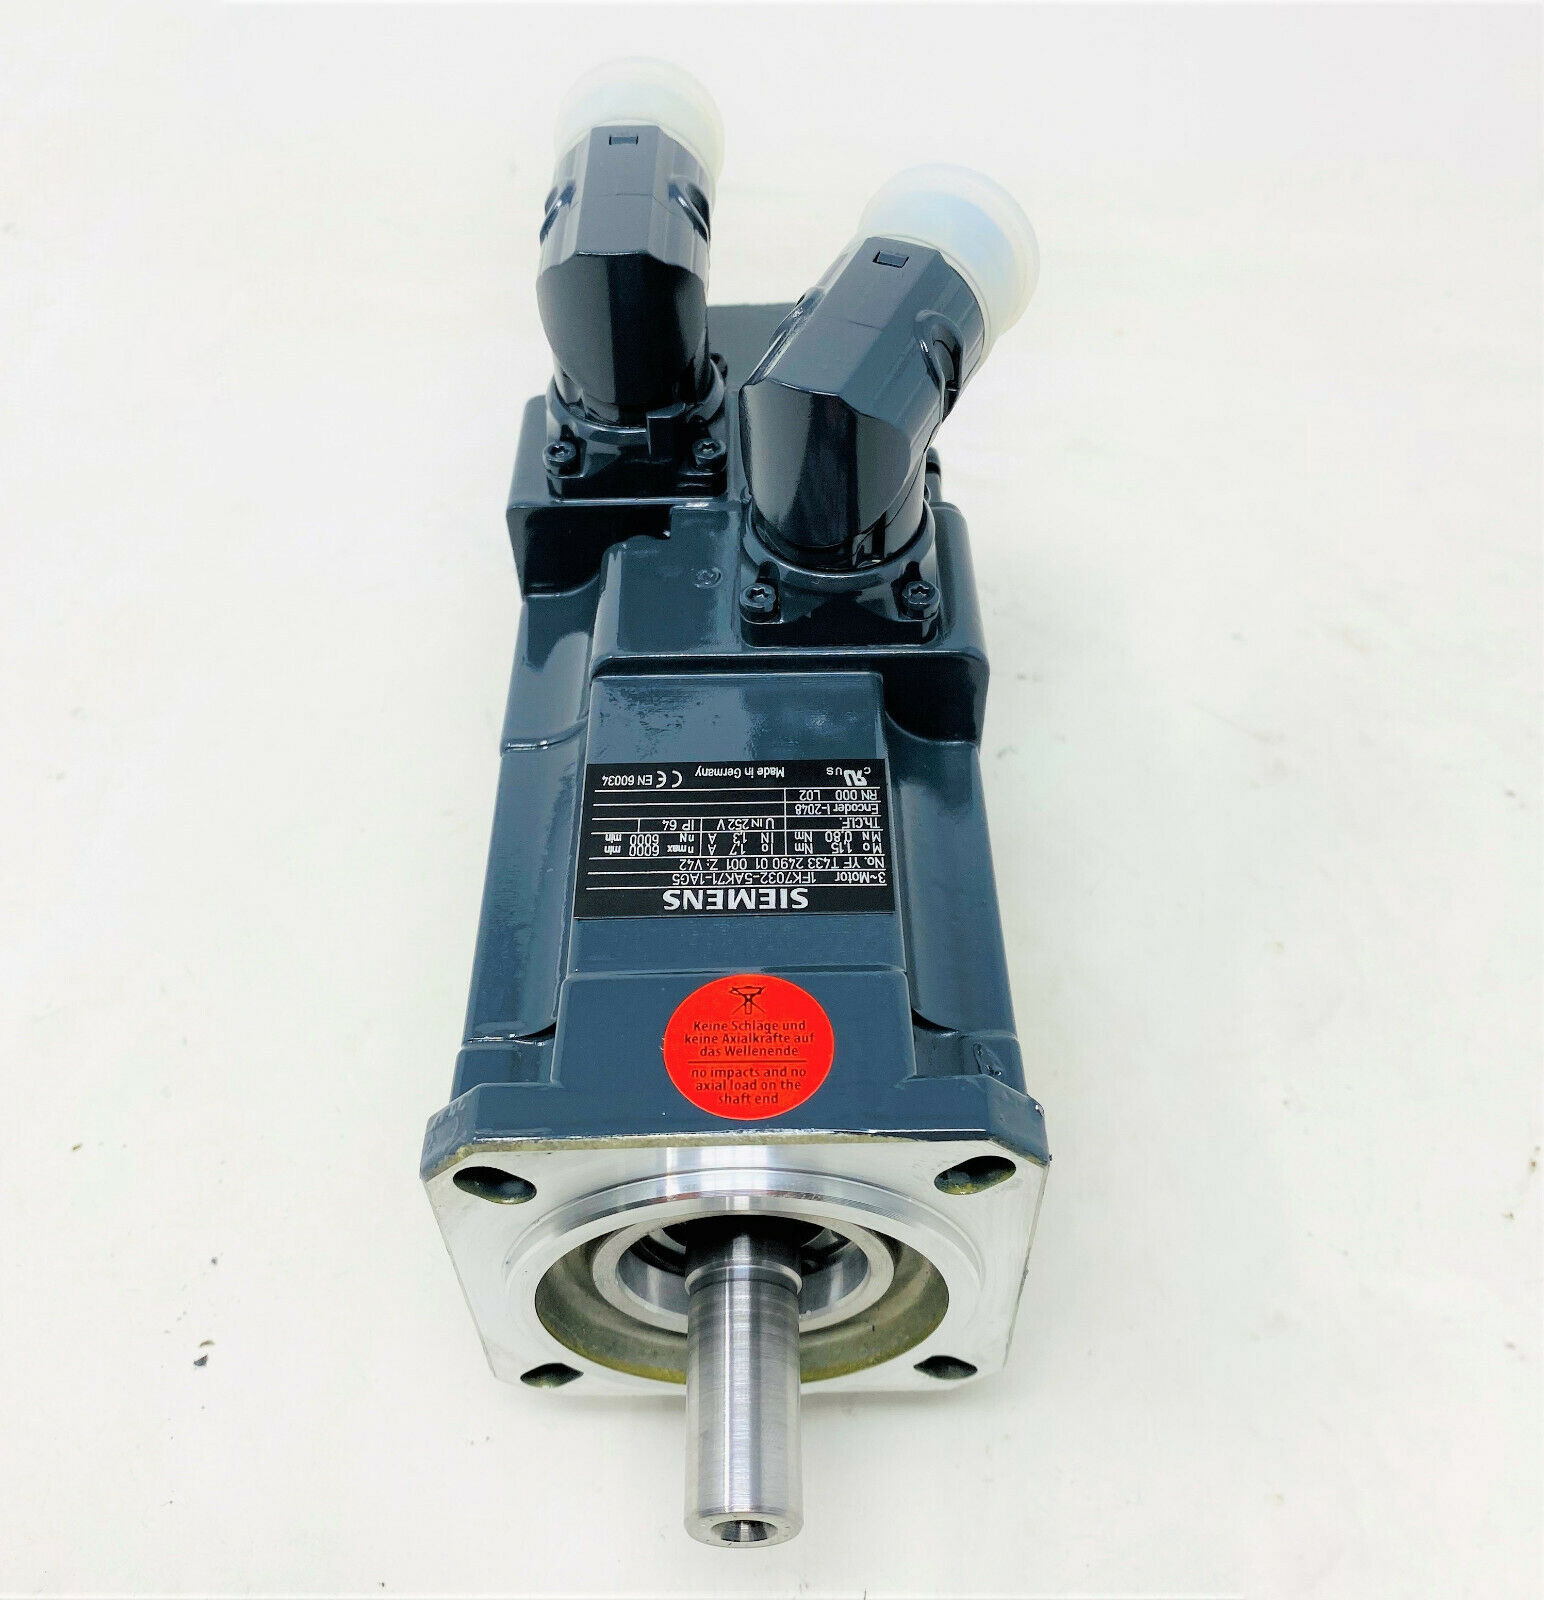 SIEMENS
3~Motor 1FK7032-5AK71-1AG5
No. YF T433 2490 01 001 Z: V42
Mo 1,15 Nm Io 1,7 A nmax 6000 /min
MN 0,80 Nm IN 1,3 A nN 6000 /min
Th.Cl.F UIN 252 V IP 64
Encoder I-2048
RN 000 L02
c UR us Made in Germany CE EN 60034
Keine Schläge und
keine Axialkräfte auf
das Wellenende
no impacts and no
axial load on the
shaft end